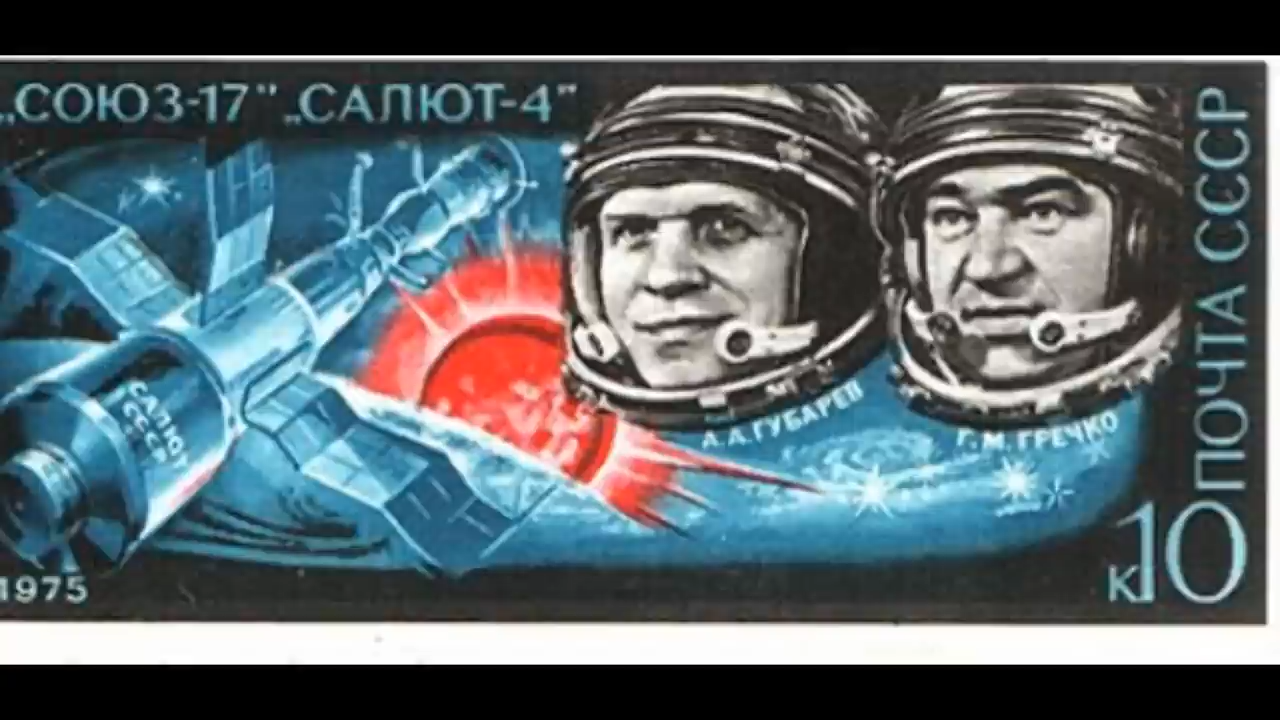 „СОЮЗ-17” „САЛЮТ-4”
САЛЮТ
СССР
А.А.ГУБАРЕВ
Г.М.ГРЕЧКО
ПОЧТА СССР
1975
к10